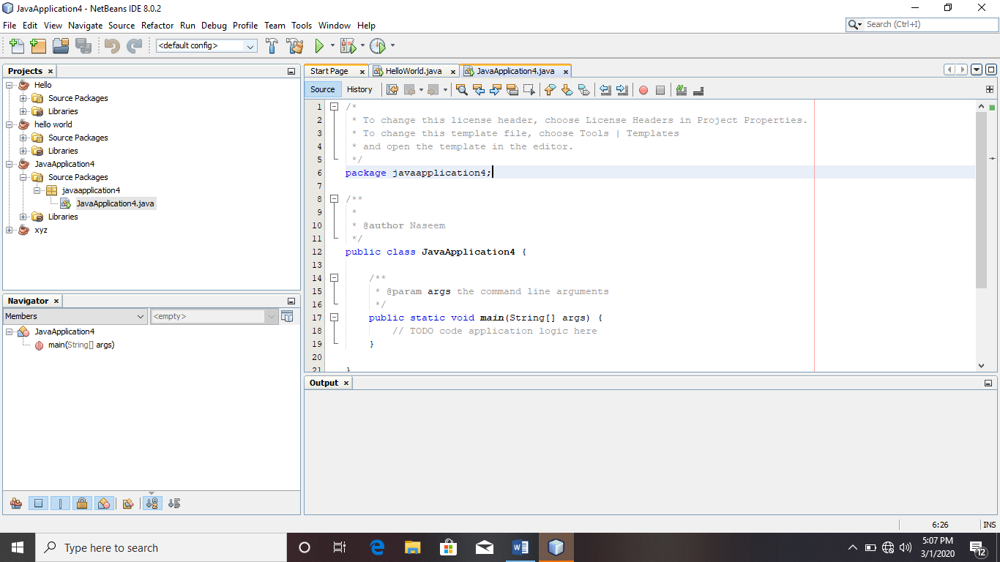 JavaApplication4 - NetBeans IDE 8.0.2
File Edit View Navigate Source Refactor Run Debug Profile Team Tools Window Help
Search (Ctrl+I)
<default config>
Projects
Hello
Source Packages
Libraries
hello world
Source Packages
Libraries
JavaApplication4
Source Packages
javaapplication4
JavaApplication4.java
Libraries
xyz
Navigator
Members
<empty>
JavaApplication4
main(String[] args)
Start Page HelloWorld.java JavaApplication4.java
Source History
1 /*
2 * To change this license header, choose License Headers in Project Properties.
3 * To change this template file, choose Tools | Templates
4 * and open the template in the editor.
5 */
6 package javaapplication4;
7
8 /**
9 *
10 * @author Naseem
11 */
12 public class JavaApplication4 {
13
14 /**
15 * @param args the command line arguments
16 */
17 public static void main(String[] args) {
18 // TODO code application logic here
19 }
20
21 }
Output
6:26 INS
Type here to search
5:07 PM
3/1/2020
12